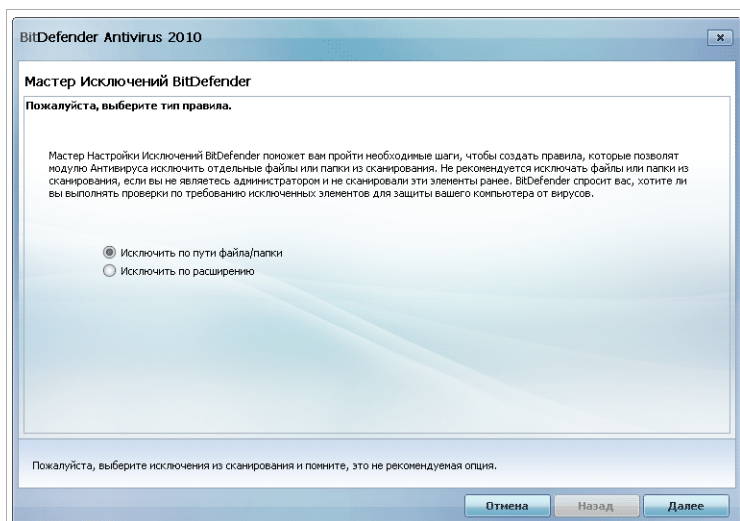 BitDefender Antivirus 2010
x
Мастер Исключений BitDefender
Пожалуйста, выберите тип правила.
Мастер Настройки Исключений BitDefender поможет вам пройти необходимые шаги, чтобы создать правила, которые позволят
модулю Антивируса исключить отдельные файлы или папки из сканирования. Не рекомендуется исключать файлы или папки из
сканирования, если вы не являетесь администратором и не сканировали эти элементы ранее. BitDefender спросит вас, хотите ли
вы выполнять проверки по требованию исключенных элементов для защиты вашего компьютера от вирусов.
Исключить по пути файла/папки
Исключить по расширению
Пожалуйста, выберите исключения из сканирования и помните, это не рекомендуемая опция.
Отмена Назад Далее